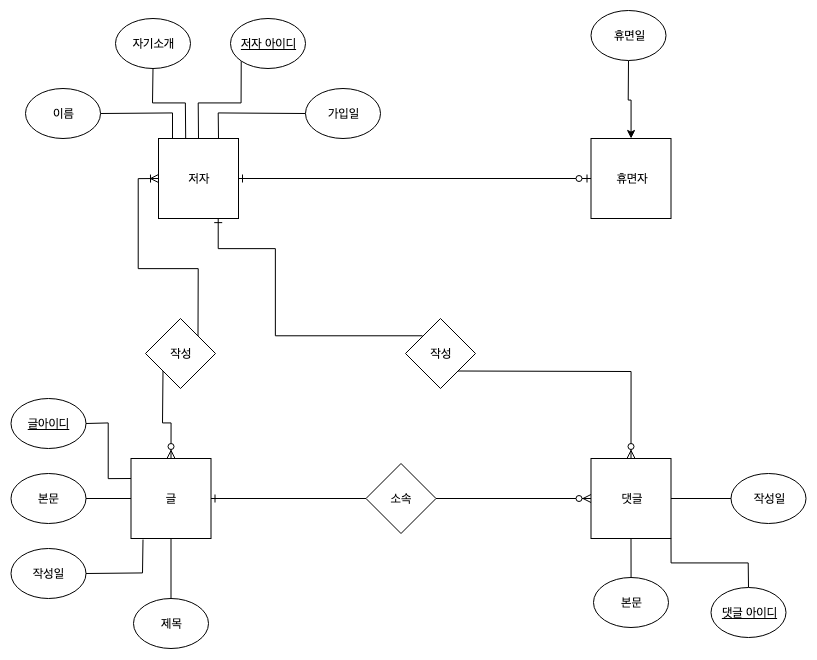 휴면일
자기소개
저자 아이디
이름
가입일
저자
휴면자
작성
작성
글아이디
본문
글
소속
댓글
작성일
작성일
본문
댓글 아이디
제목